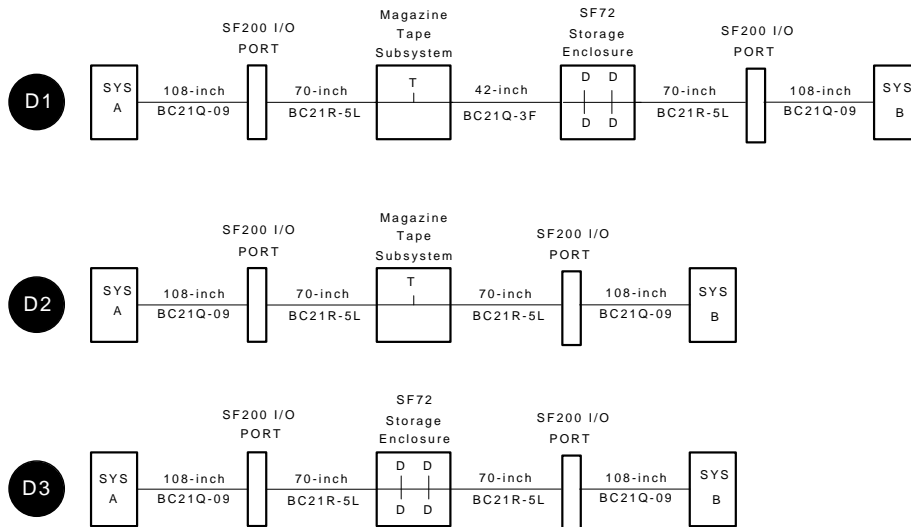 SF200 I/O
PORT
Magazine
Tape
Subsystem
SF72
Storage
Enclosure
SF200 I/O
PORT
D1
SYS
A
108-inch
BC21Q-09
70-inch
BC21R-5L
T
42-inch
BC21Q-3F
D D
D D
70-inch
BC21R-5L
108-inch
BC21Q-09
SYS
B
SF200 I/O
PORT
Magazine
Tape
Subsystem
SF200 I/O
PORT
D2
SYS
A
108-inch
BC21Q-09
70-inch
BC21R-5L
T
70-inch
BC21R-5L
108-inch
BC21Q-09
SYS
B
SF200 I/O
PORT
SF72
Storage
Enclosure
SF200 I/O
PORT
D3
SYS
A
108-inch
BC21Q-09
70-inch
BC21R-5L
D D
D D
70-inch
BC21R-5L
108-inch
BC21Q-09
SYS
B